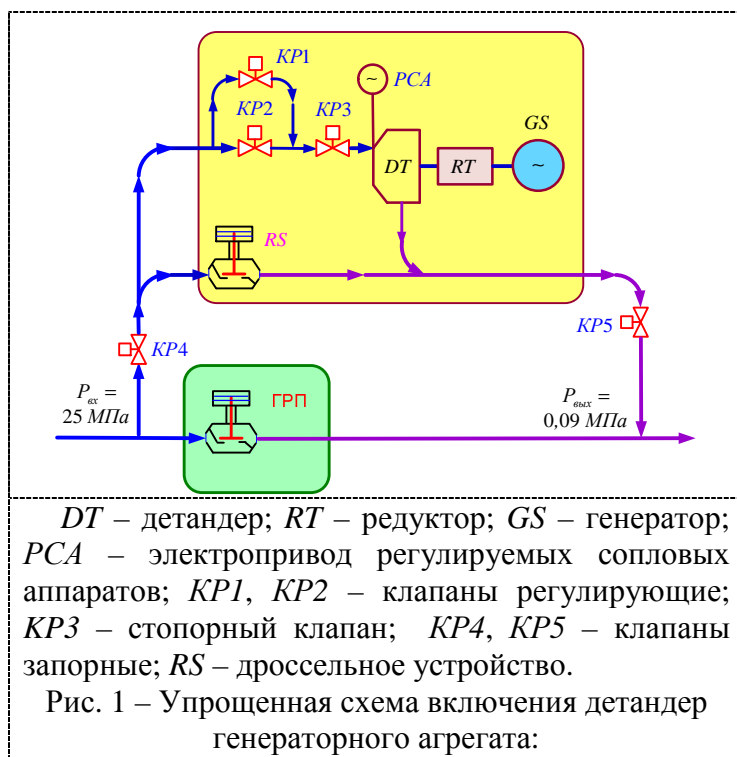 КР1
КР2
КР3
~
РСА
GS
DT
RT
~
RS
КР4
КР5
Pвх =
25 МПа
ГРП
Pвых =
0,09 МПа
DT – детандер; RT – редуктор; GS – генератор;
РСА – электропривод регулируемых сопловых
аппаратов; КР1, КР2 – клапаны регулирующие;
КР3 – стопорный клапан; КР4, КР5 – клапаны
запорные; RS – дроссельное устройство.
Рис. 1 – Упрощенная схема включения детандер
генераторного агрегата: